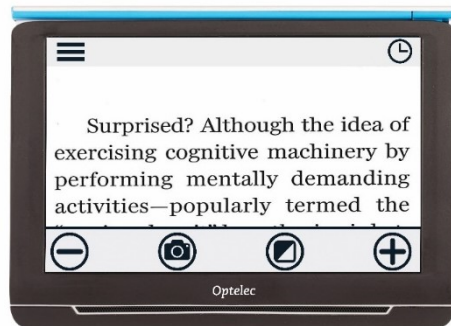 Surprised? Although the idea of
exercising cognitive machinery by
performing mentally demanding
activities—popularly termed the
Optelec